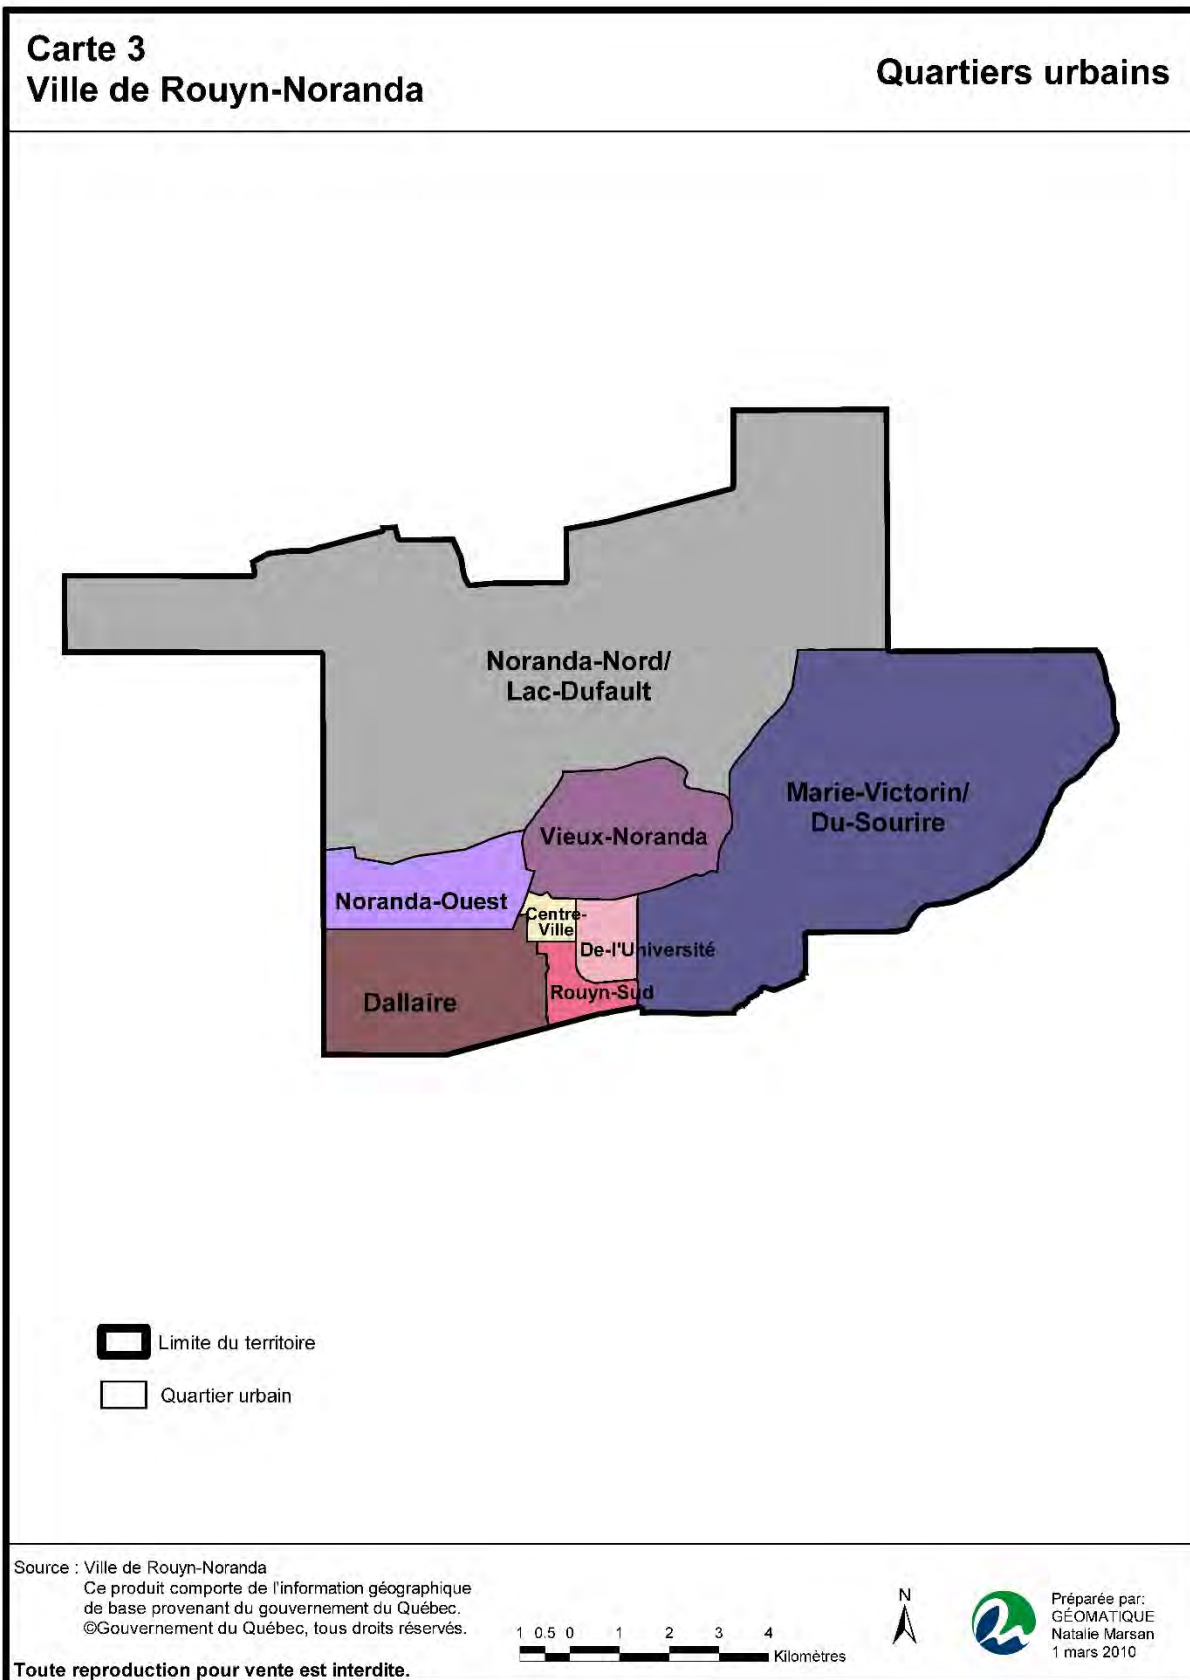 Carte 3
Ville de Rouyn-Noranda
Quartiers urbains
Noranda-Nord/
Lac-Dufault
Marie-Victorin/
Du-Sourire
Vieux-Noranda
Noranda-Ouest
Centre-
Ville
De-l'Université
Dallaire
Rouyn-Sud
Limite du territoire
Quartier urbain
Source : Ville de Rouyn-Noranda
Ce produit comporte de l'information géographique
de base provenant du gouvernement du Québec.
©Gouvernement du Québec, tous droits réservés.
Toute reproduction pour vente est interdite.
1 0.5 0 1 2 3 4
Kilomètres
N
Préparée par:
GÉOMATIQUE
Natalie Marsan
1 mars 2010